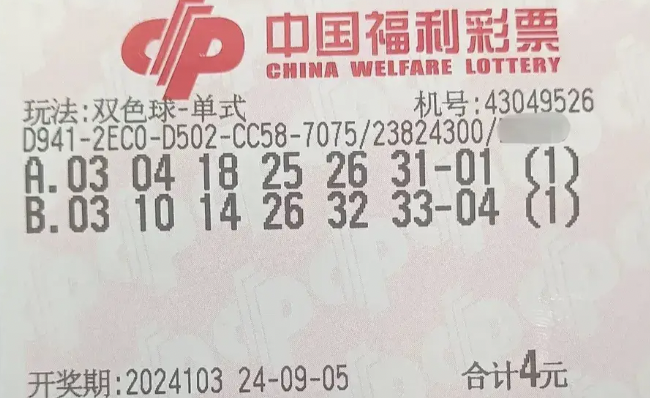 中国福利彩票
CHINA WELFARE LOTTERY
玩法:双色球-单式 机号:43049526
D941-2EC0-D502-CC58-7075/23824300/
A.03 04 18 25 26 31-01 (1)
B.03 10 14 26 32 33-04 (1)
开奖期:2024103 24-09-05 合计4元